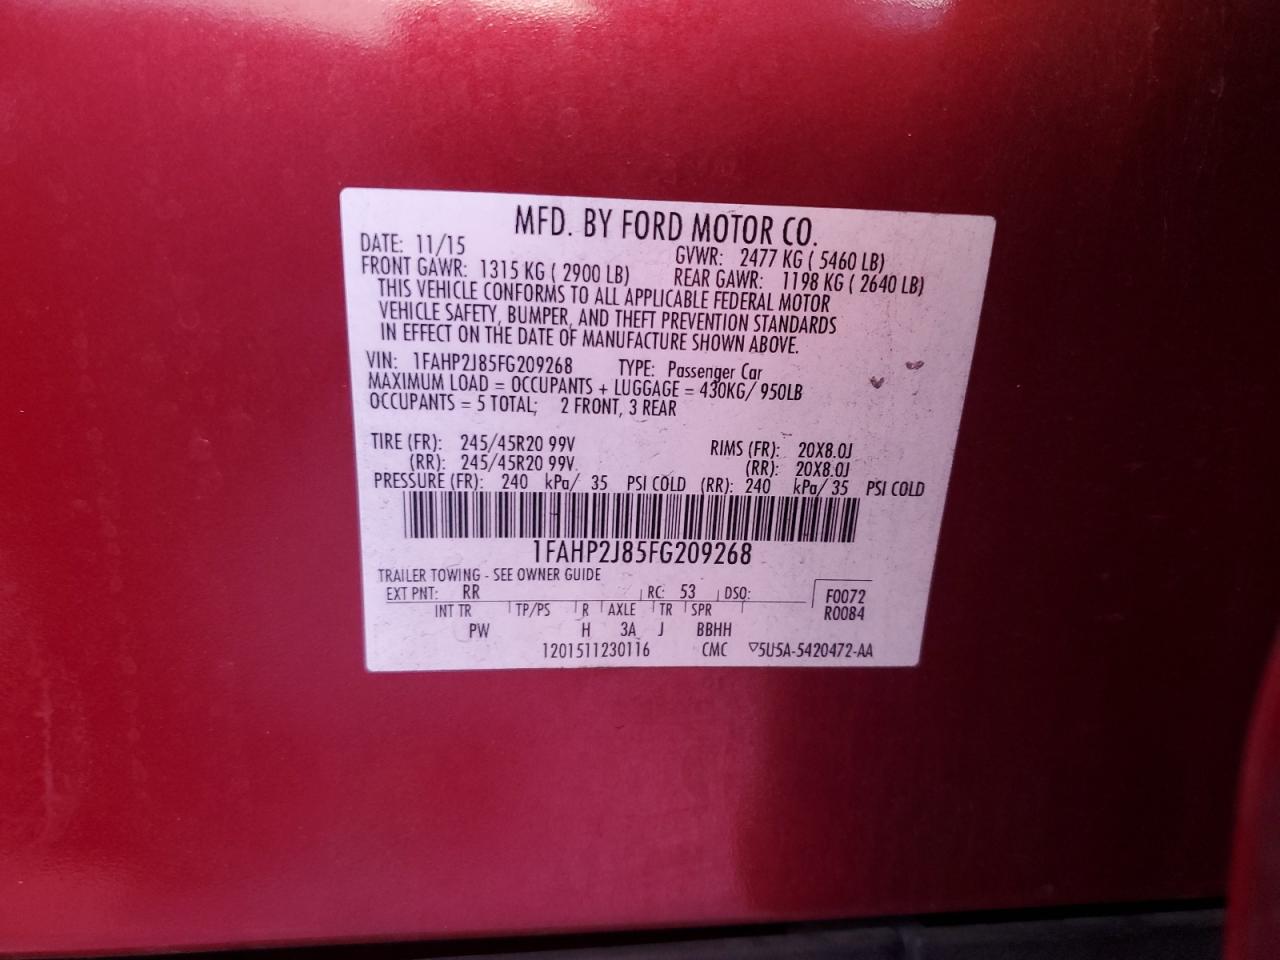 MFD. BY FORD MOTOR CO.
DATE: 11/15 GVWR: 2477 KG ( 5460 LB)
FRONT GAWR: 1315 KG ( 2900 LB) REAR GAWR: 1198 KG ( 2640 LB)
THIS VEHICLE CONFORMS TO ALL APPLICABLE FEDERAL MOTOR
VEHICLE SAFETY, BUMPER, AND THEFT PREVENTION STANDARDS
IN EFFECT ON THE DATE OF MANUFACTURE SHOWN ABOVE.
VIN: 1FAHP2J85FG209268 TYPE: Passenger Car
MAXIMUM LOAD = OCCUPANTS + LUGGAGE = 430KG/ 950LB
OCCUPANTS = 5 TOTAL; 2 FRONT, 3 REAR
TIRE (FR): 245/45R20 99V RIMS (FR): 20X8.0J
(RR): 245/45R20 99V (RR): 20X8.0J
PRESSURE (FR): 240 kPa/ 35 PSI COLD (RR): 240 kPa/ 35 PSI COLD
1FAHP2J85FG209268
TRAILER TOWING - SEE OWNER GUIDE
EXT PNT: RR RC: 53 DSO: F0072
INT TR TP/PS R AXLE TR SPR R0084
PW H 3A J BBHH
1201511230116 CMC ▽5U5A-5420472-AA